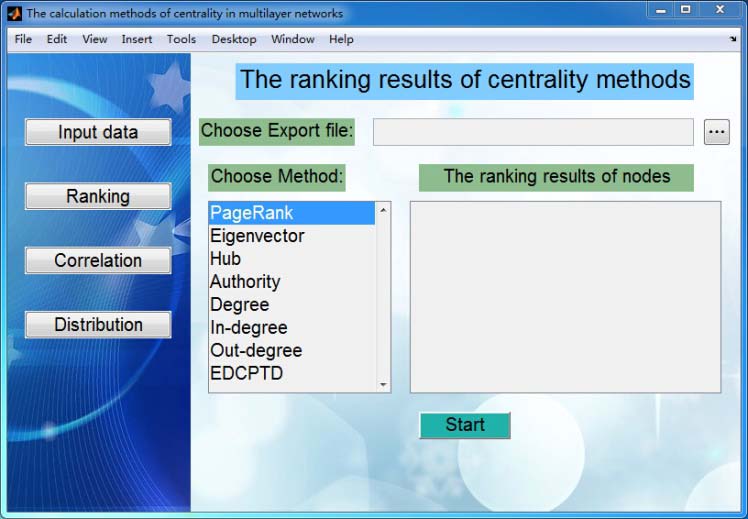 The calculation methods of centrality in multilayer networks
File Edit View Insert Tools Desktop Window Help
The ranking results of centrality methods
Input data
Choose Export file:
...
Choose Method:
The ranking results of nodes
Ranking
PageRank
Eigenvector
Hub
Authority
Degree
In-degree
Out-degree
EDCPTD
Correlation
Distribution
Start